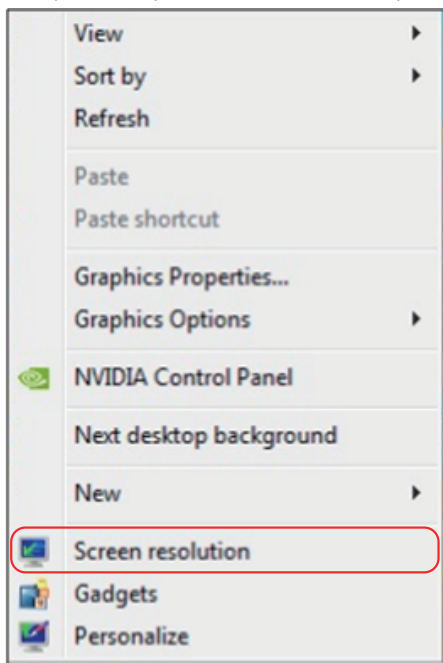 View
Sort by
Refresh
Paste
Paste shortcut
Graphics Properties...
Graphics Options
NVIDIA Control Panel
Next desktop background
New
Screen resolution
Gadgets
Personalize